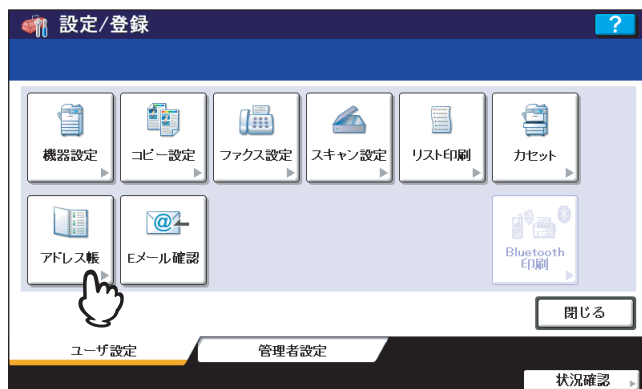 設定/登録
?
機器設定
コピー設定
ファクス設定
スキャン設定
リスト印刷
カセット
アドレス帳
@
Eメール確認
Bluetooth
印刷
閉じる
ユーザ設定
管理者設定
状況確認